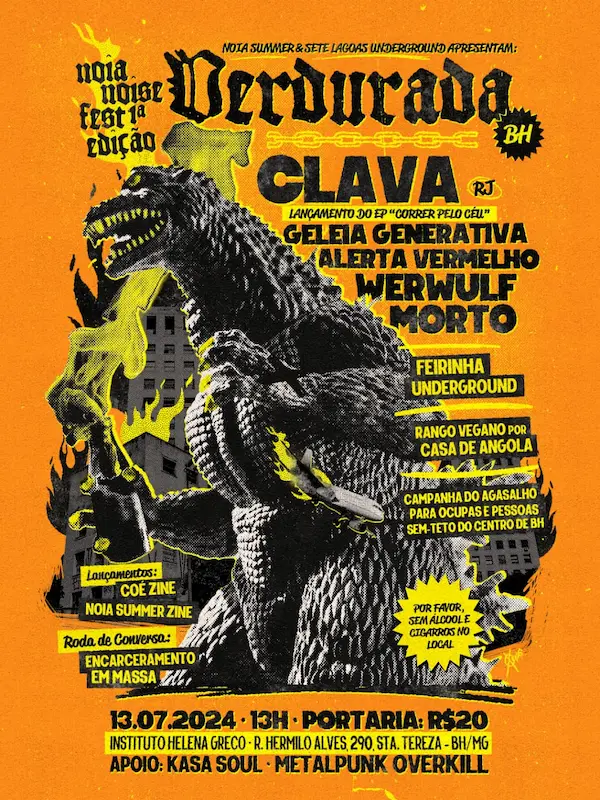 NOIA SUMMER & SETE LAGOAS UNDERGROUND APRESENTAM:
noia
noise
fest 1ª
edição
Verdurada
BH
CLAVA RJ
LANÇAMENTO DO EP "CORRER PELO CÉU"
GELEIA GENERATIVA
ALERTA VERMELHO
WERWULF
MORTO
FEIRINHA
UNDERGROUND
RANGO VEGANO POR
CASA DE ANGOLA
CAMPANHA DO AGASALHO
PARA OCUPAS E PESSOAS
SEM-TETO DO CENTRO DE BH
Lançamentos:
COÉ ZINE
NOIA SUMMER ZINE
Roda de Conversa:
ENCARCERAMENTO
EM MASSA
POR FAVOR,
SEM ÁLCOOL E
CIGARROS NO
LOCAL
13.07.2024 · 13H · PORTARIA: R$20
INSTITUTO HELENA GRECO · R. HERMILO ALVES, 290, STA. TEREZA - BH/MG
APOIO: KASA SOUL · METALPUNK OVERKILL